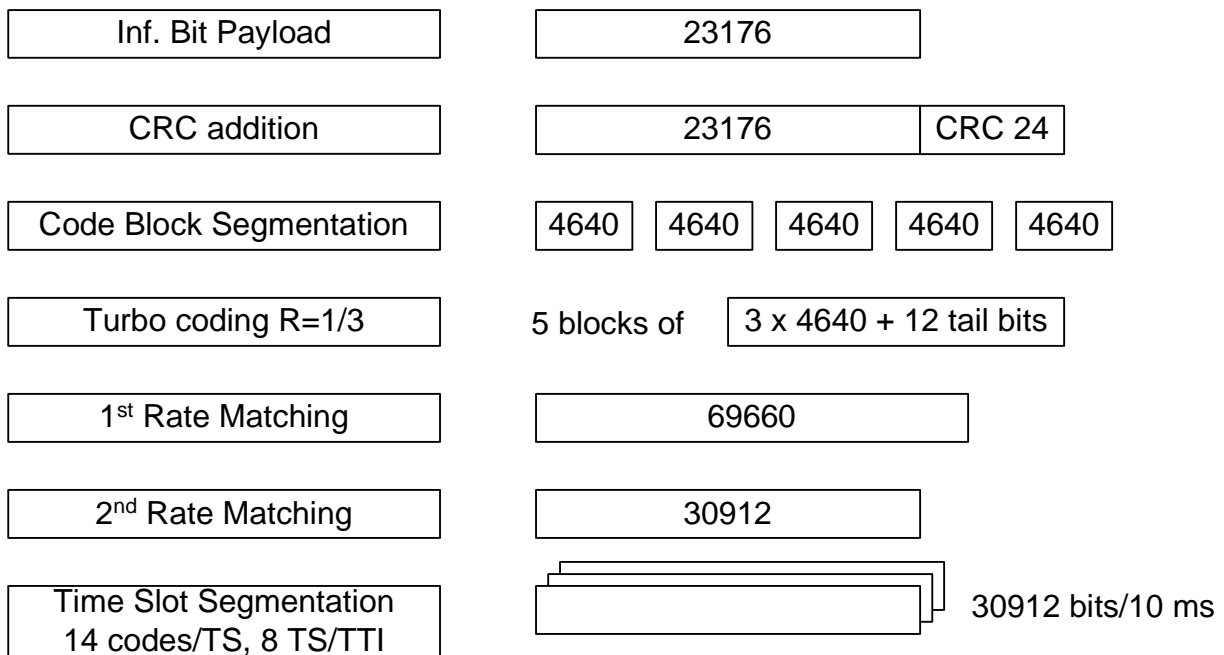 Inf. Bit Payload 23176
CRC addition 23176 CRC 24
Code Block Segmentation 4640 4640 4640 4640 4640
Turbo coding R=1/3 5 blocks of 3 x 4640 + 12 tail bits
1st Rate Matching 69660
2nd Rate Matching 30912
Time Slot Segmentation
14 codes/TS, 8 TS/TTI
30912 bits/10 ms